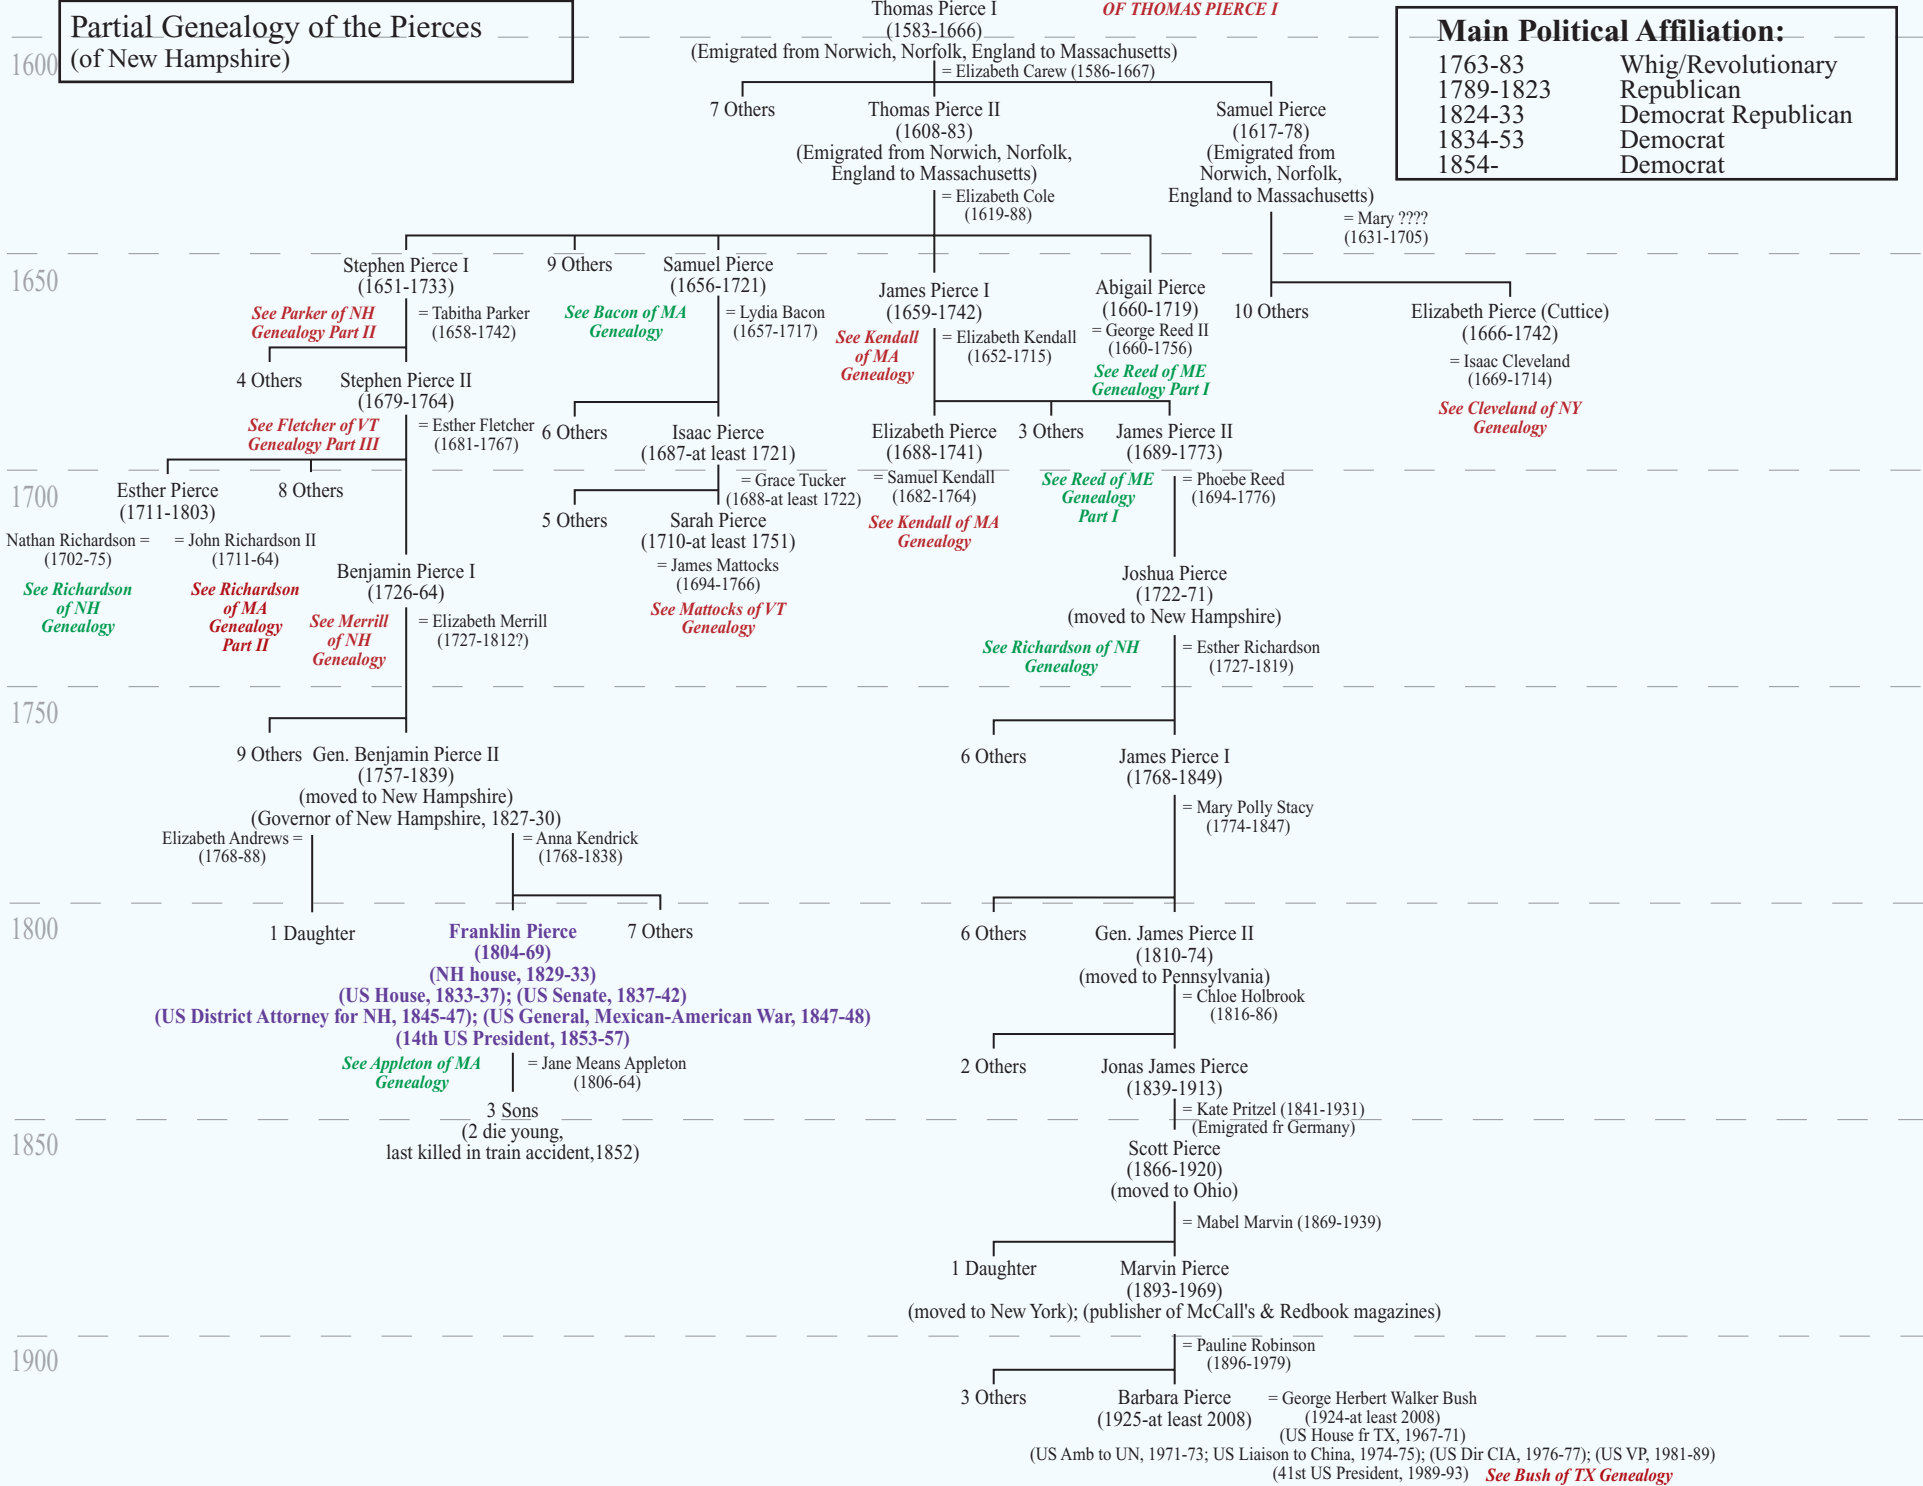 Partial Genealogy of the Pierces
(of New Hampshire)
Thomas Pierce I
(1583-1666)
(Emigrated from Norwich, Norfolk, England to Massachusetts)
= Elizabeth Carew (1586-1667)
OF THOMAS PIERCE I
Main Political Affiliation:
1763-83 Whig/Revolutionary
1789-1823 Republican
1824-33 Democrat Republican
1834-53 Democrat
1854- Democrat
1600
7 Others
Thomas Pierce II
(1608-83)
(Emigrated from Norwich, Norfolk,
England to Massachusetts)
= Elizabeth Cole
(1619-88)
Samuel Pierce
(1617-78)
(Emigrated from
Norwich, Norfolk,
England to Massachusetts)
= Mary ????
(1631-1705)
1650
Stephen Pierce I
(1651-1733)
See Parker of NH
Genealogy Part II
= Tabitha Parker
(1658-1742)
9 Others
Samuel Pierce
(1656-1721)
See Bacon of MA
Genealogy
= Lydia Bacon
(1657-1717)
James Pierce I
(1659-1742)
See Kendall
of MA
Genealogy
= Elizabeth Kendall
(1652-1715)
Abigail Pierce
(1660-1719)
= George Reed II
(1660-1756)
See Reed of ME
Genealogy Part I
10 Others
Elizabeth Pierce (Cuttice)
(1666-1742)
= Isaac Cleveland
(1669-1714)
See Cleveland of NY
Genealogy
4 Others
Stephen Pierce II
(1679-1764)
See Fletcher of VT
Genealogy Part III
= Esther Fletcher
(1681-1767)
6 Others
Isaac Pierce
(1687-at least 1721)
= Grace Tucker
(1688-at least 1722)
Elizabeth Pierce
(1688-1741)
= Samuel Kendall
(1682-1764)
See Kendall of MA
Genealogy
3 Others
James Pierce II
(1689-1773)
See Reed of ME
Genealogy
Part I
= Phoebe Reed
(1694-1776)
1700
Esther Pierce
(1711-1803)
8 Others
Nathan Richardson =
(1702-75)
See Richardson
of NH
Genealogy
= John Richardson II
(1711-64)
See Richardson
of MA
Genealogy
Part II
Benjamin Pierce I
(1726-64)
See Merrill
of NH
Genealogy
= Elizabeth Merrill
(1727-1812?)
5 Others
Sarah Pierce
(1710-at least 1751)
= James Mattocks
(1694-1766)
See Mattocks of VT
Genealogy
Joshua Pierce
(1722-71)
(moved to New Hampshire)
See Richardson of NH
Genealogy
= Esther Richardson
(1727-1819)
1750
9 Others
Gen. Benjamin Pierce II
(1757-1839)
(moved to New Hampshire)
(Governor of New Hampshire, 1827-30)
Elizabeth Andrews =
(1768-88)
= Anna Kendrick
(1768-1838)
6 Others
James Pierce I
(1768-1849)
= Mary Polly Stacy
(1774-1847)
1800
1 Daughter
Franklin Pierce
(1804-69)
(NH house, 1829-33)
(US House, 1833-37); (US Senate, 1837-42)
(US District Attorney for NH, 1845-47); (US General, Mexican-American War, 1847-48)
(14th US President, 1853-57)
7 Others
See Appleton of MA
Genealogy
= Jane Means Appleton
(1806-64)
3 Sons
(2 die young,
last killed in train accident,1852)
6 Others
Gen. James Pierce II
(1810-74)
(moved to Pennsylvania)
= Chloe Holbrook
(1816-86)
2 Others
Jonas James Pierce
(1839-1913)
= Kate Pritzel (1841-1931)
(Emigrated fr Germany)
1850
Scott Pierce
(1866-1920)
(moved to Ohio)
= Mabel Marvin (1869-1939)
1 Daughter
Marvin Pierce
(1893-1969)
(moved to New York); (publisher of McCall's & Redbook magazines)
1900
= Pauline Robinson
(1896-1979)
3 Others
Barbara Pierce
(1925-at least 2008)
= George Herbert Walker Bush
(1924-at least 2008)
(US House fr TX, 1967-71)
(US Amb to UN, 1971-73; US Liaison to China, 1974-75); (US Dir CIA, 1976-77); (US VP, 1981-89)
(41st US President, 1989-93) See Bush of TX Genealogy